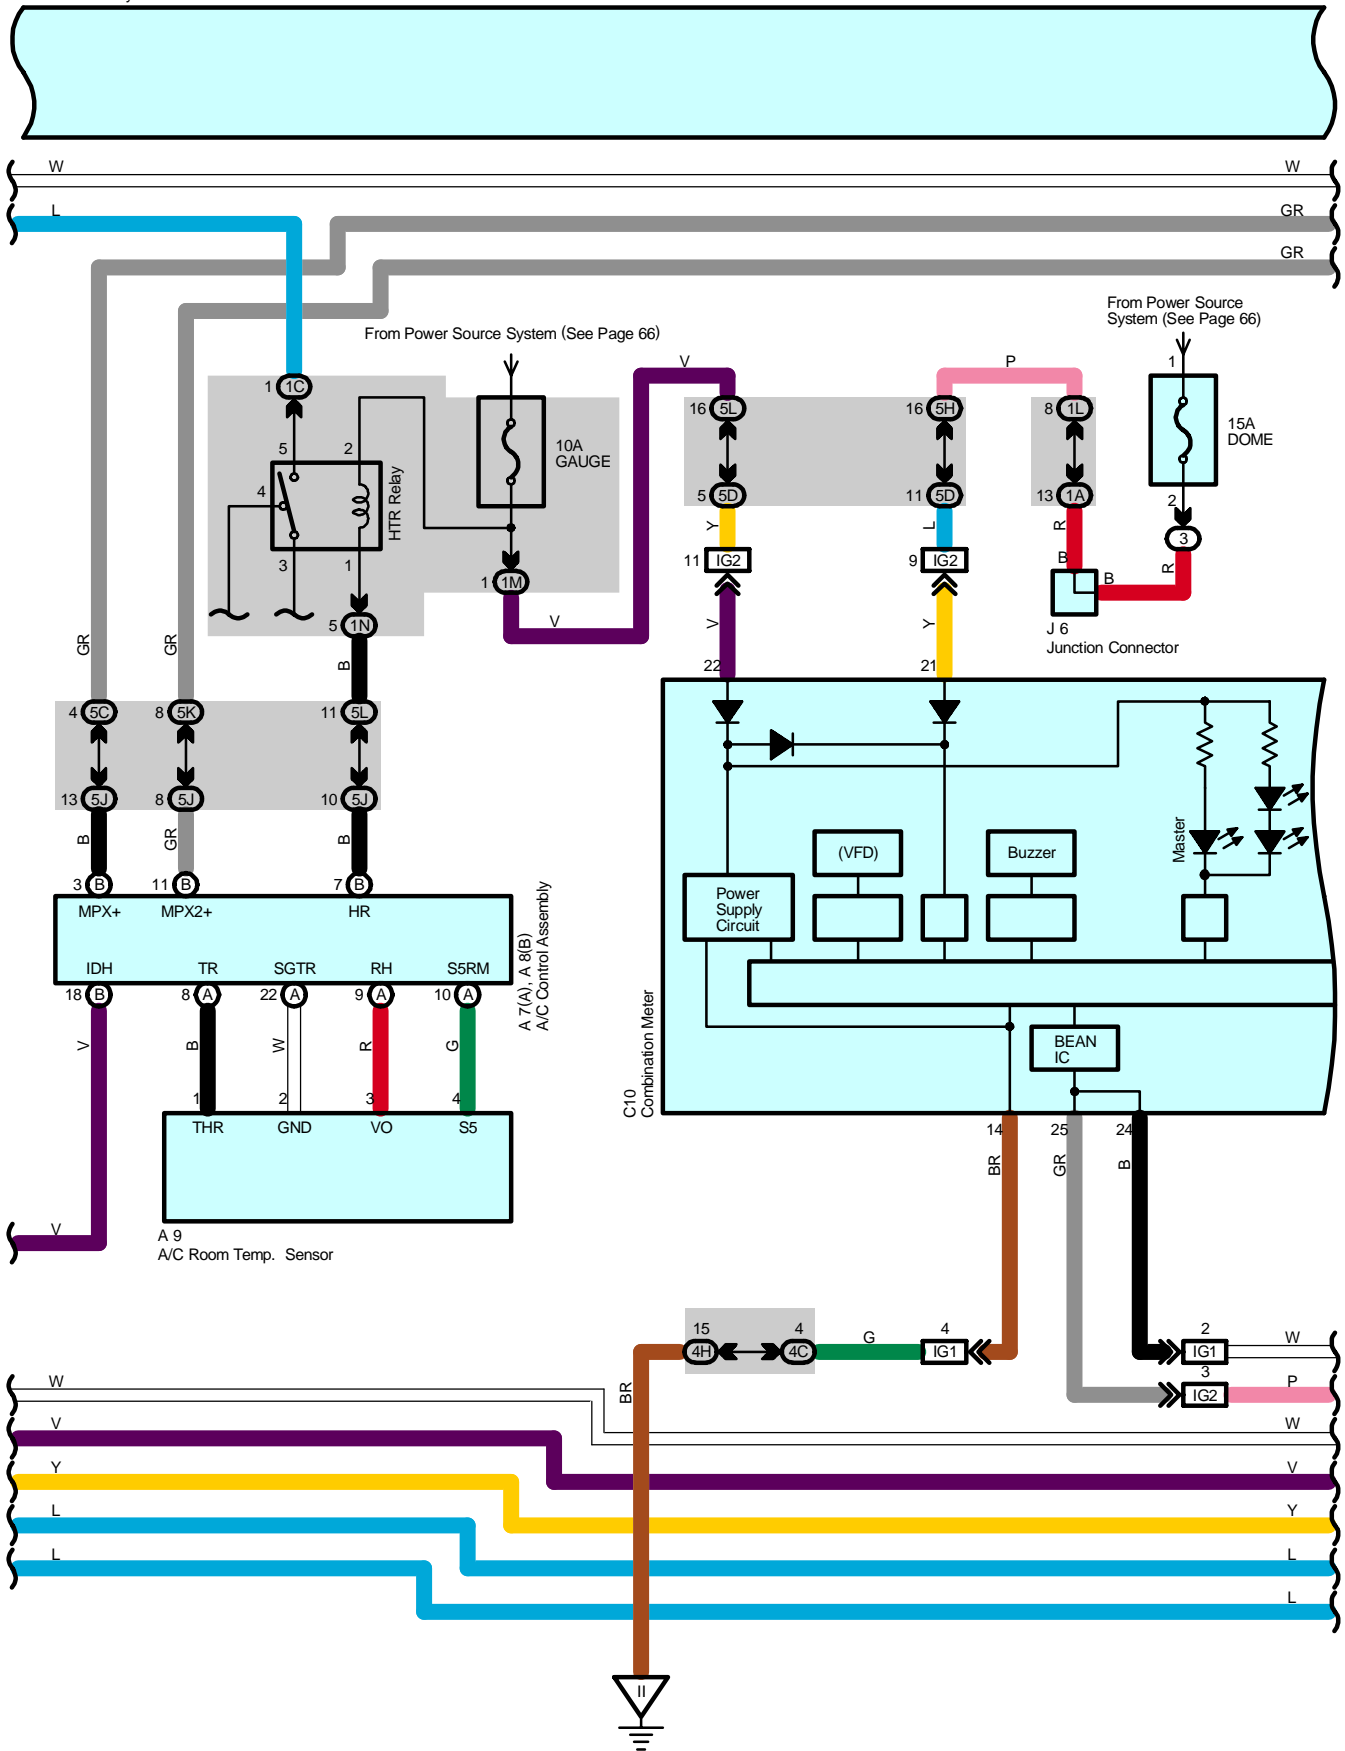 W
W
L
GR
GR
From Power Source
System (See Page 66)
From Power Source System (See Page 66)
V
P
1
1 1C
16 5L
16 5H
8 1L
15A
DOME
5
2
10A
GAUGE
4
HTR Relay
5 5D
11 5D
13 1A
2
3
1
Y
L
R
3
11 IG2
9 IG2
B
B
R
1 1M
5 1N
V
V
Y
J 6
Junction Connector
GR
GR
B
22
21
4 5C
8 5K
11 5L
13 5J
8 5J
10 5J
B
GR
B
Master
(VFD)
Buzzer
3 B
11 B
7 B
MPX+
MPX2+
HR
Power
Supply
Circuit
A 7(A), A 8(B)
A/C Control Assembly
IDH
TR
SGTR
RH
S5RM
18 B
8 A
22 A
9 A
10 A
V
B
W
R
G
C10
Combination Meter
BEAN
IC
1
2
3
4
THR
GND
VO
S5
14
25
24
BR
GR
B
V
A 9
A/C Room Temp. Sensor
15
4
4
2
4H
4C
G
IG1
IG1
W
3
IG2
P
W
BR
W
V
V
Y
Y
L
L
L
L
II